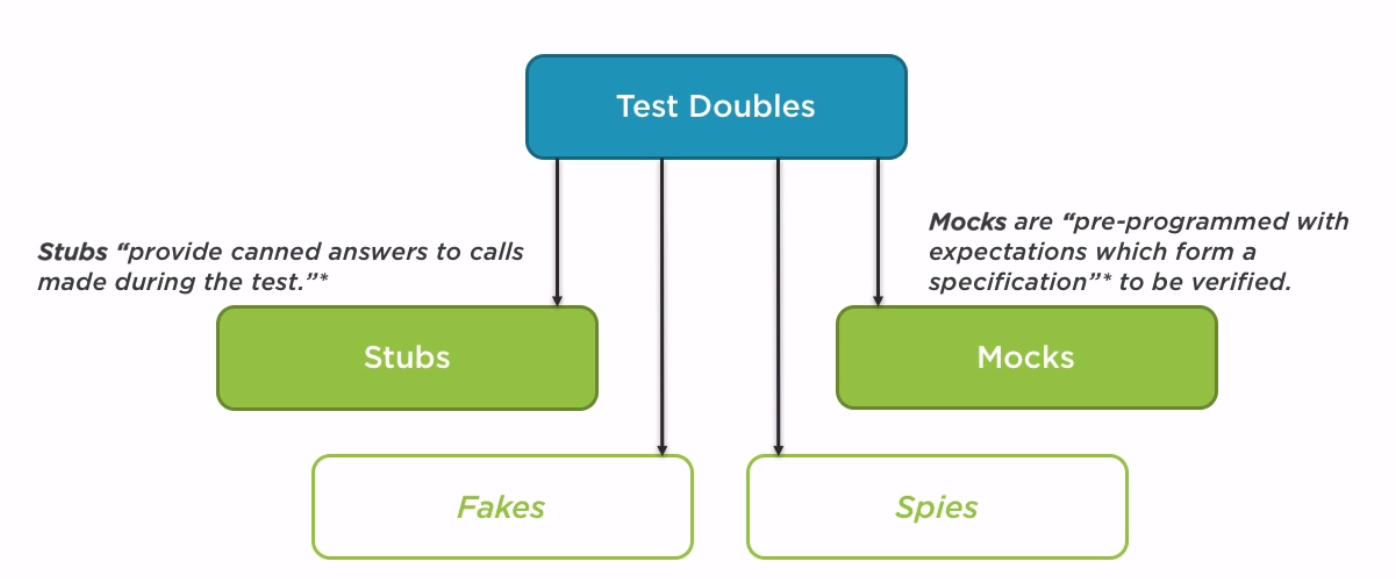 Test Doubles
Stubs “provide canned answers to calls
made during the test.”*
Mocks are “pre-programmed with
expectations which form a
specification”* to be verified.
Stubs
Mocks
Fakes
Spies